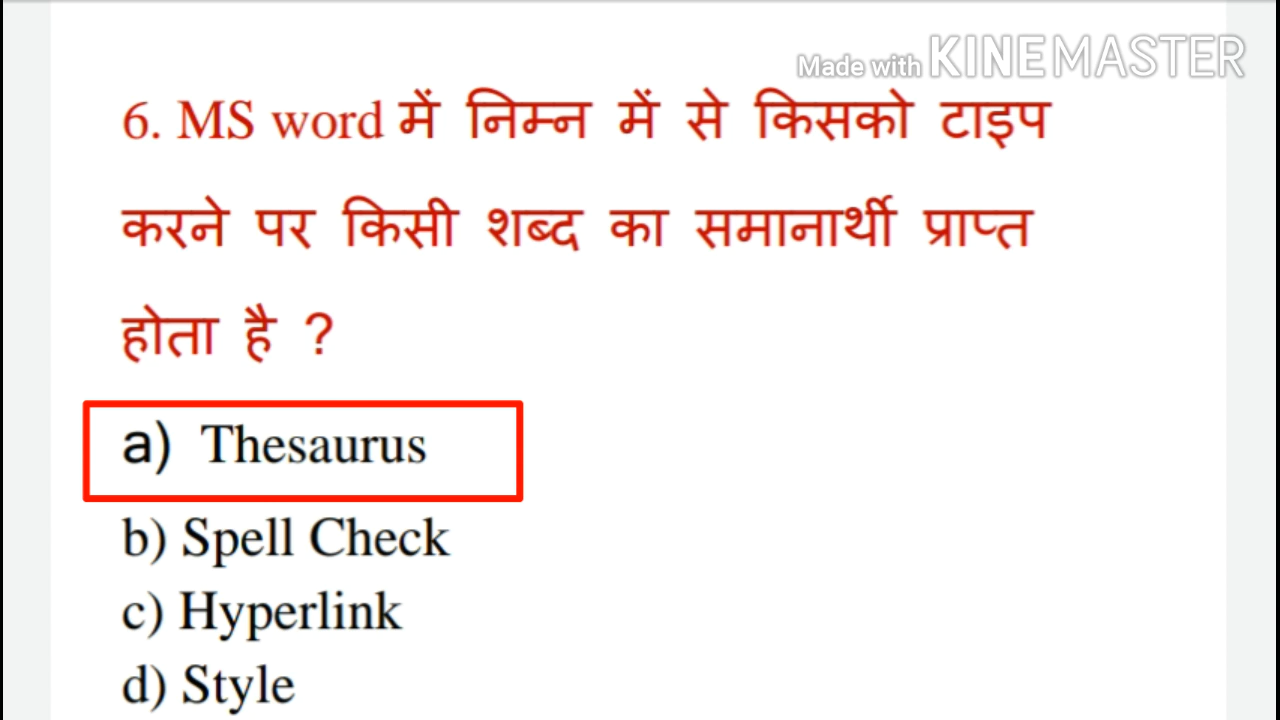 Made with KINEMASTER
6. MS word में निम्न में से किसको टाइप
करने पर किसी शब्द का समानार्थी प्राप्त
होता है ?
a) Thesaurus
b) Spell Check
c) Hyperlink
d) Style